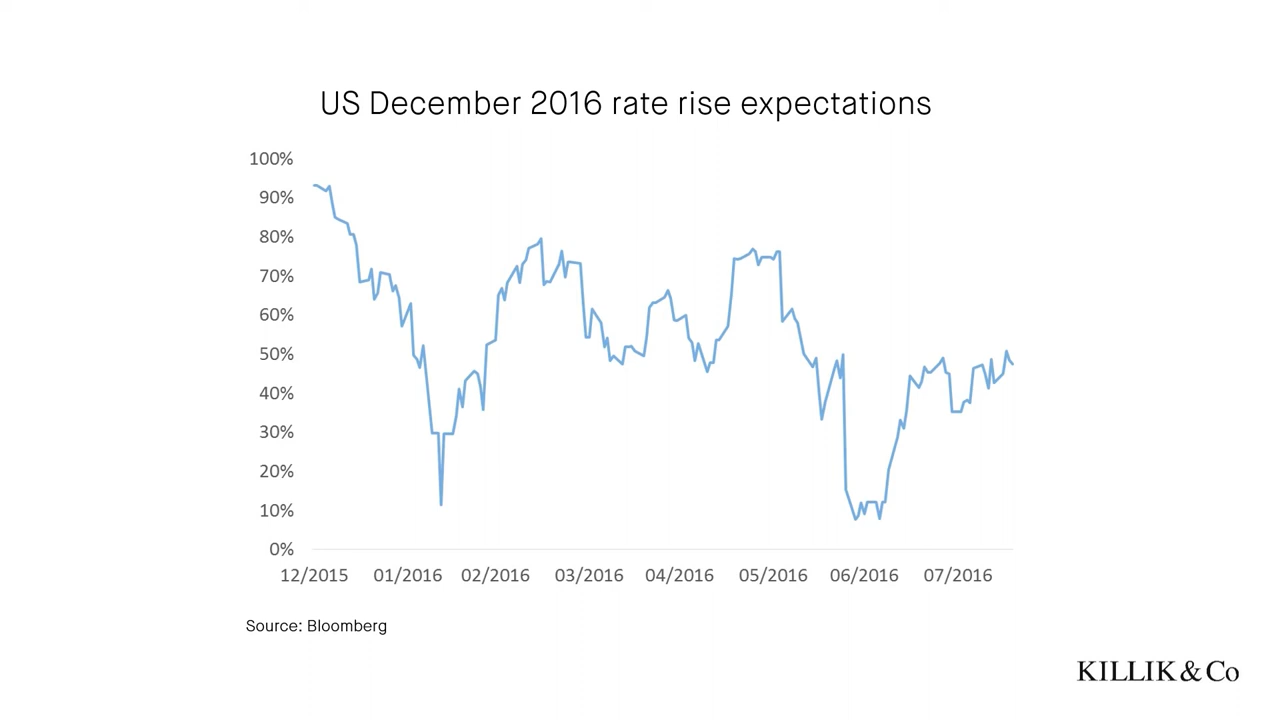 US December 2016 rate rise expectations
100%
90%
80%
70%
60%
50%
40%
30%
20%
10%
0%
12/2015 01/2016 02/2016 03/2016 04/2016 05/2016 06/2016 07/2016
Source: Bloomberg
KILLIK & Co